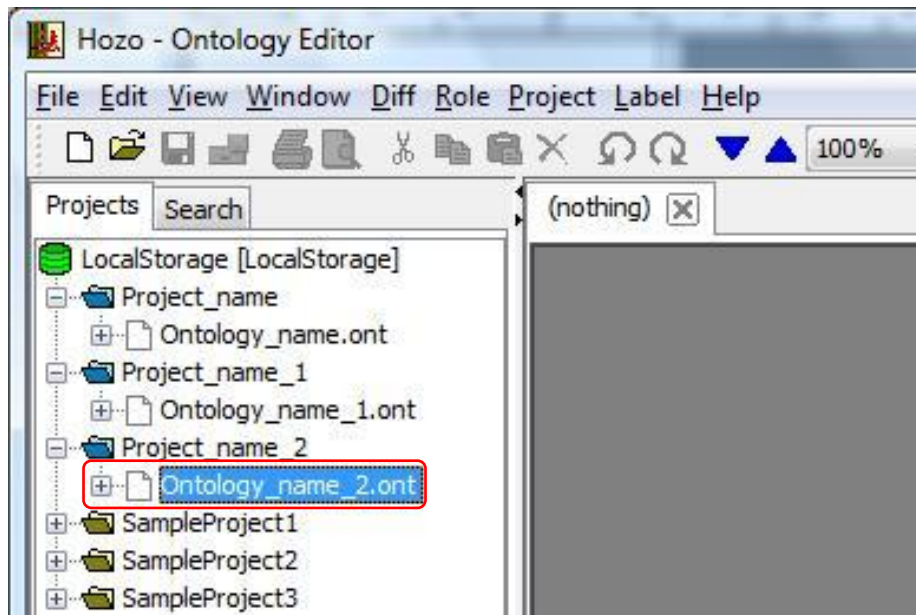 Hozo - Ontology Editor
File Edit View Window Diff Role Project Label Help
100%
Projects Search (nothing)
LocalStorage [LocalStorage]
Project_name
Ontology_name.ont
Project_name_1
Ontology_name_1.ont
Project_name_2
Ontology_name_2.ont
SampleProject1
SampleProject2
SampleProject3